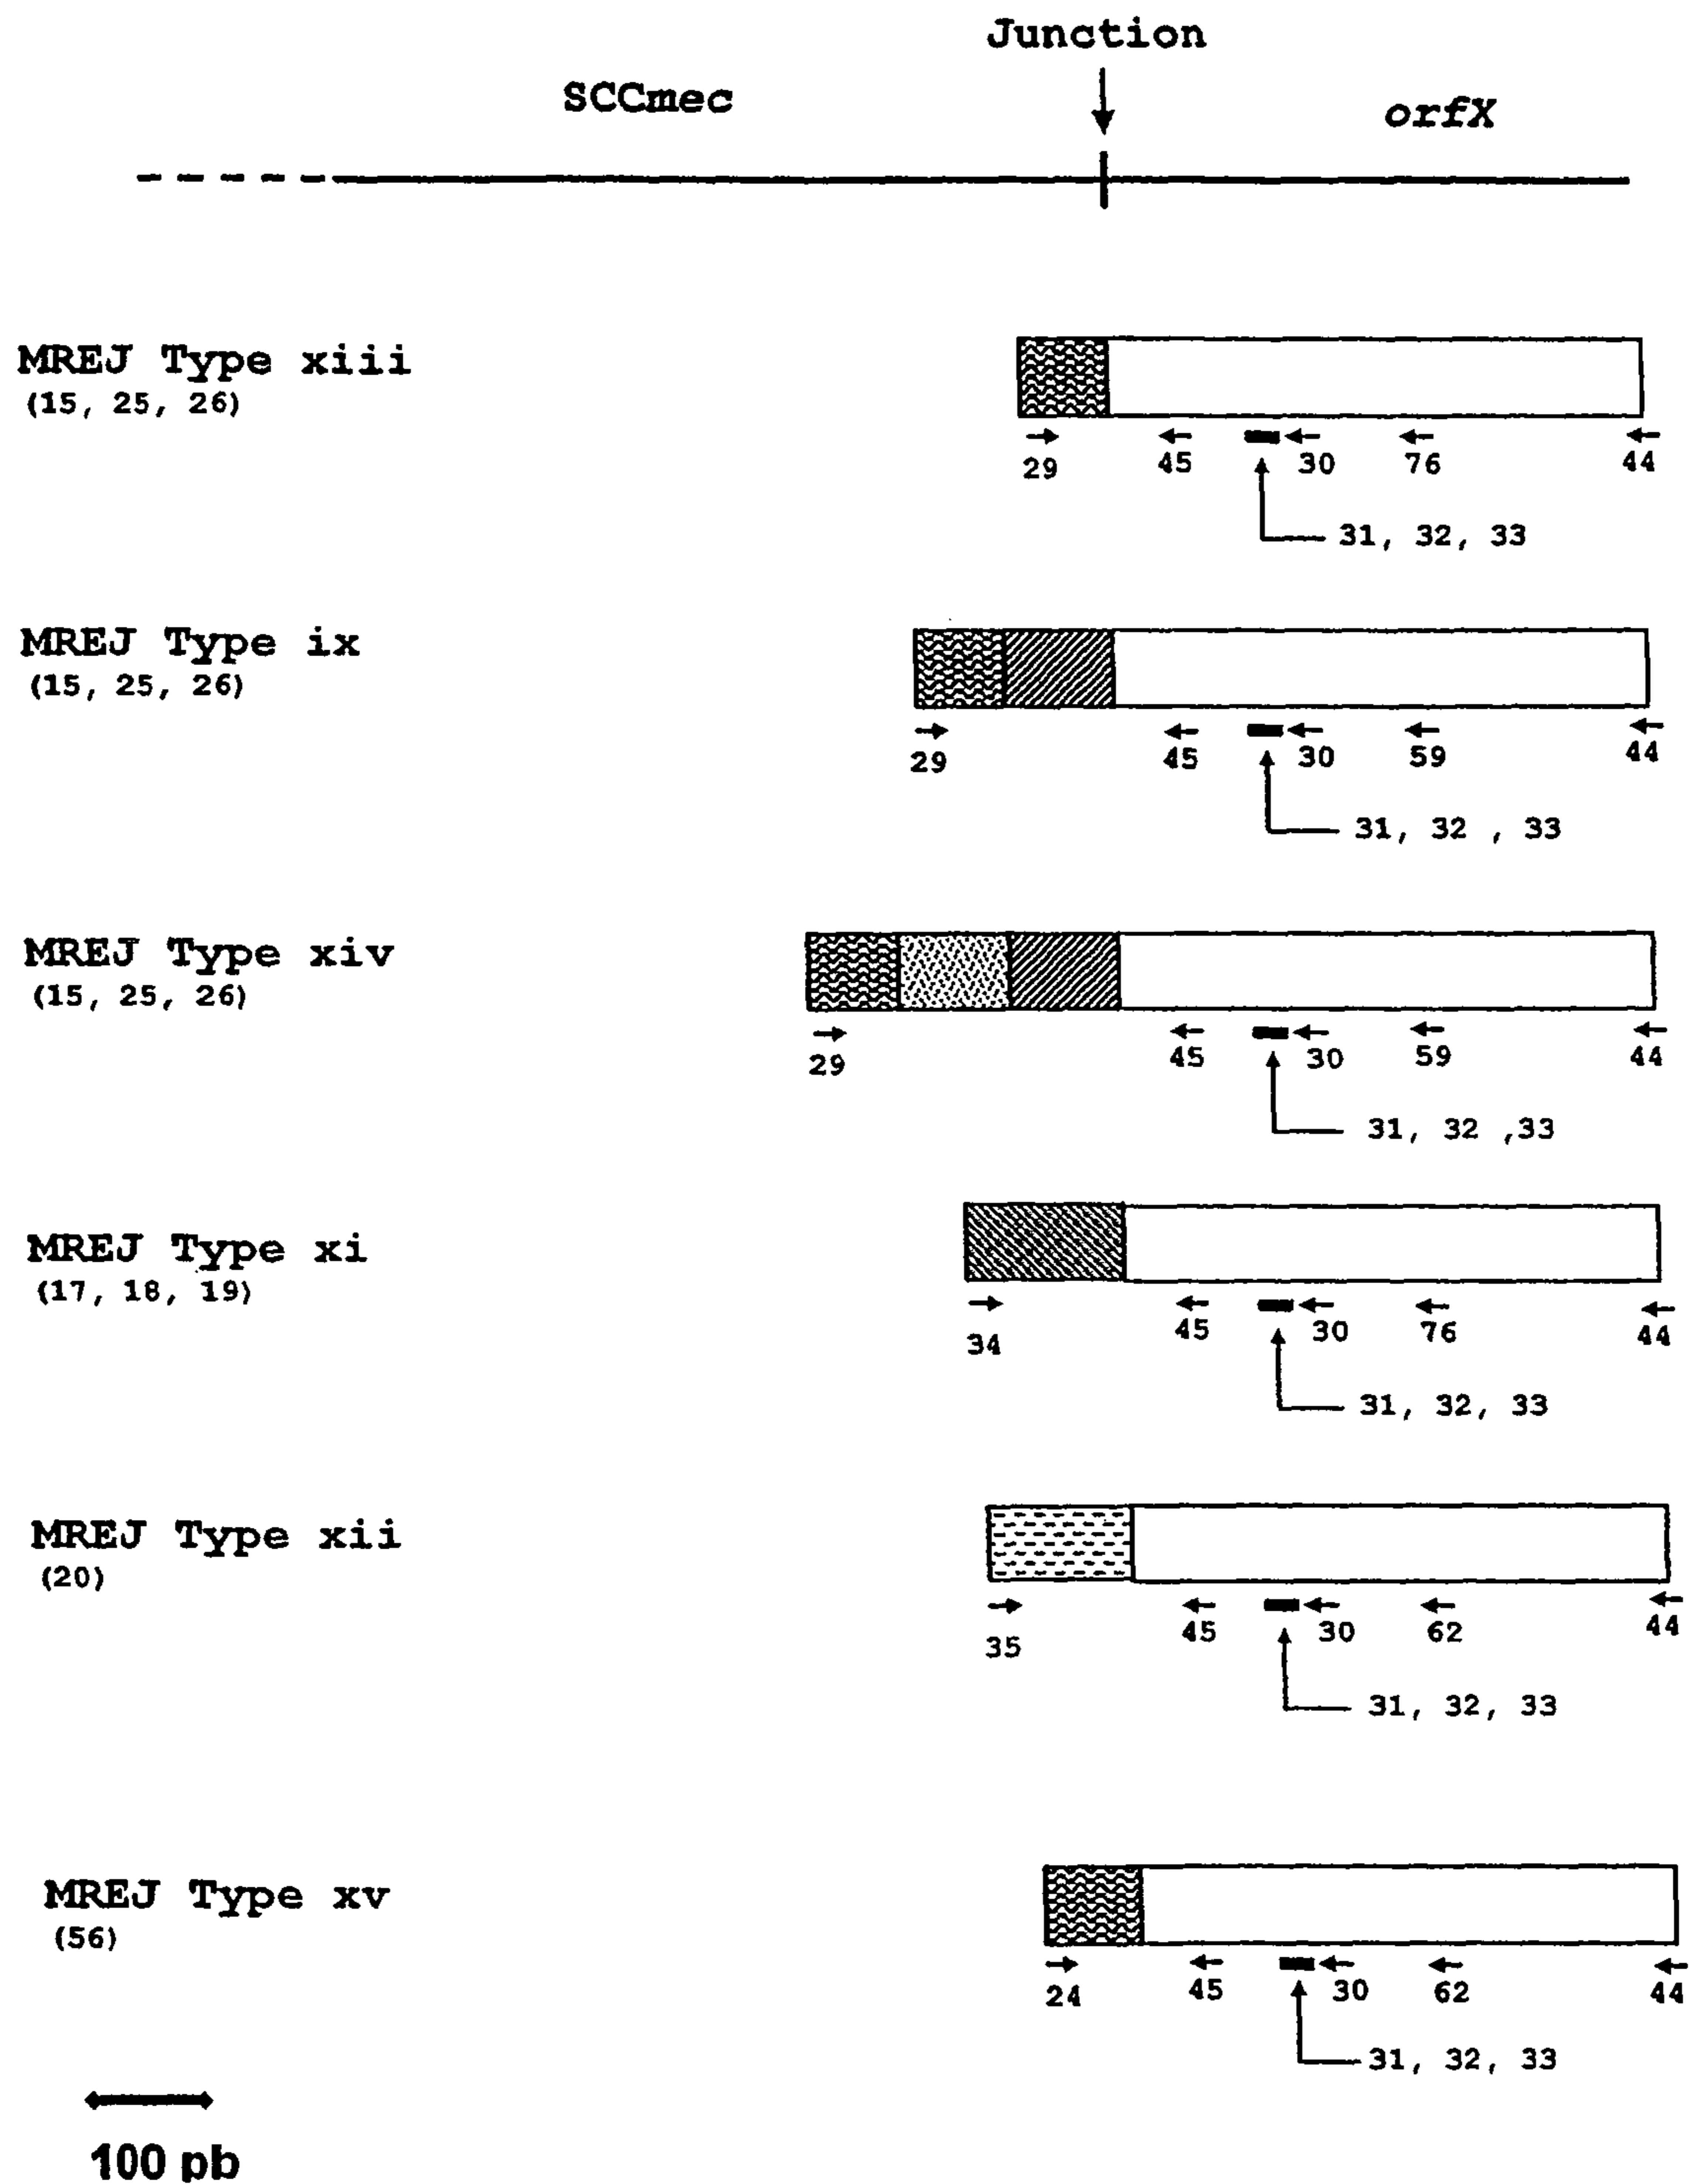 Junction
SCCmec
orfX
MREJ Type xiii
(15, 25, 26)
29 45 30 76 44
31, 32, 33
MREJ Type ix
(15, 25, 26)
29 45 30 59 44
31, 32 , 33
MREJ Type xiv
(15, 25, 26)
29 45 30 59 44
31, 32 ,33
MREJ Type xi
(17, 18, 19)
34 45 30 76 44
31, 32, 33
MREJ Type xii
(20)
35 45 30 62 44
31, 32, 33
MREJ Type xv
(56)
24 45 30 62 44
31, 32, 33
100 pb